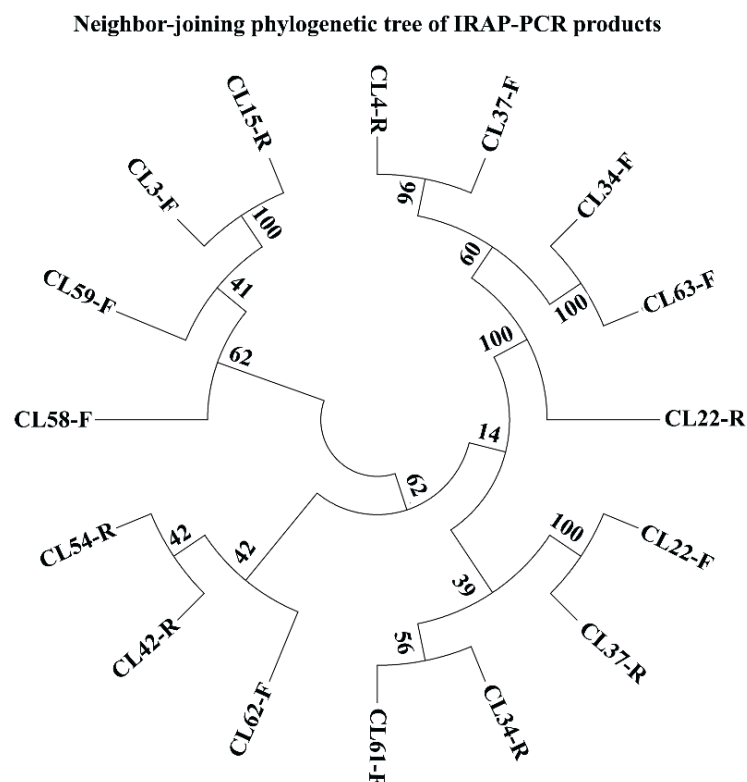 Neighbor-joining phylogenetic tree of IRAP-PCR products
CL4-R
CL37-F
CL34-F
CL63-F
CL22-R
CL22-F
CL37-R
CL34-R
CL62-F
CL42-R
CL54-R
CL58-F
CL59-F
CL3-F
CL15-R
96
60
100
100
14
100
39
56
62
42
42
62
41
100